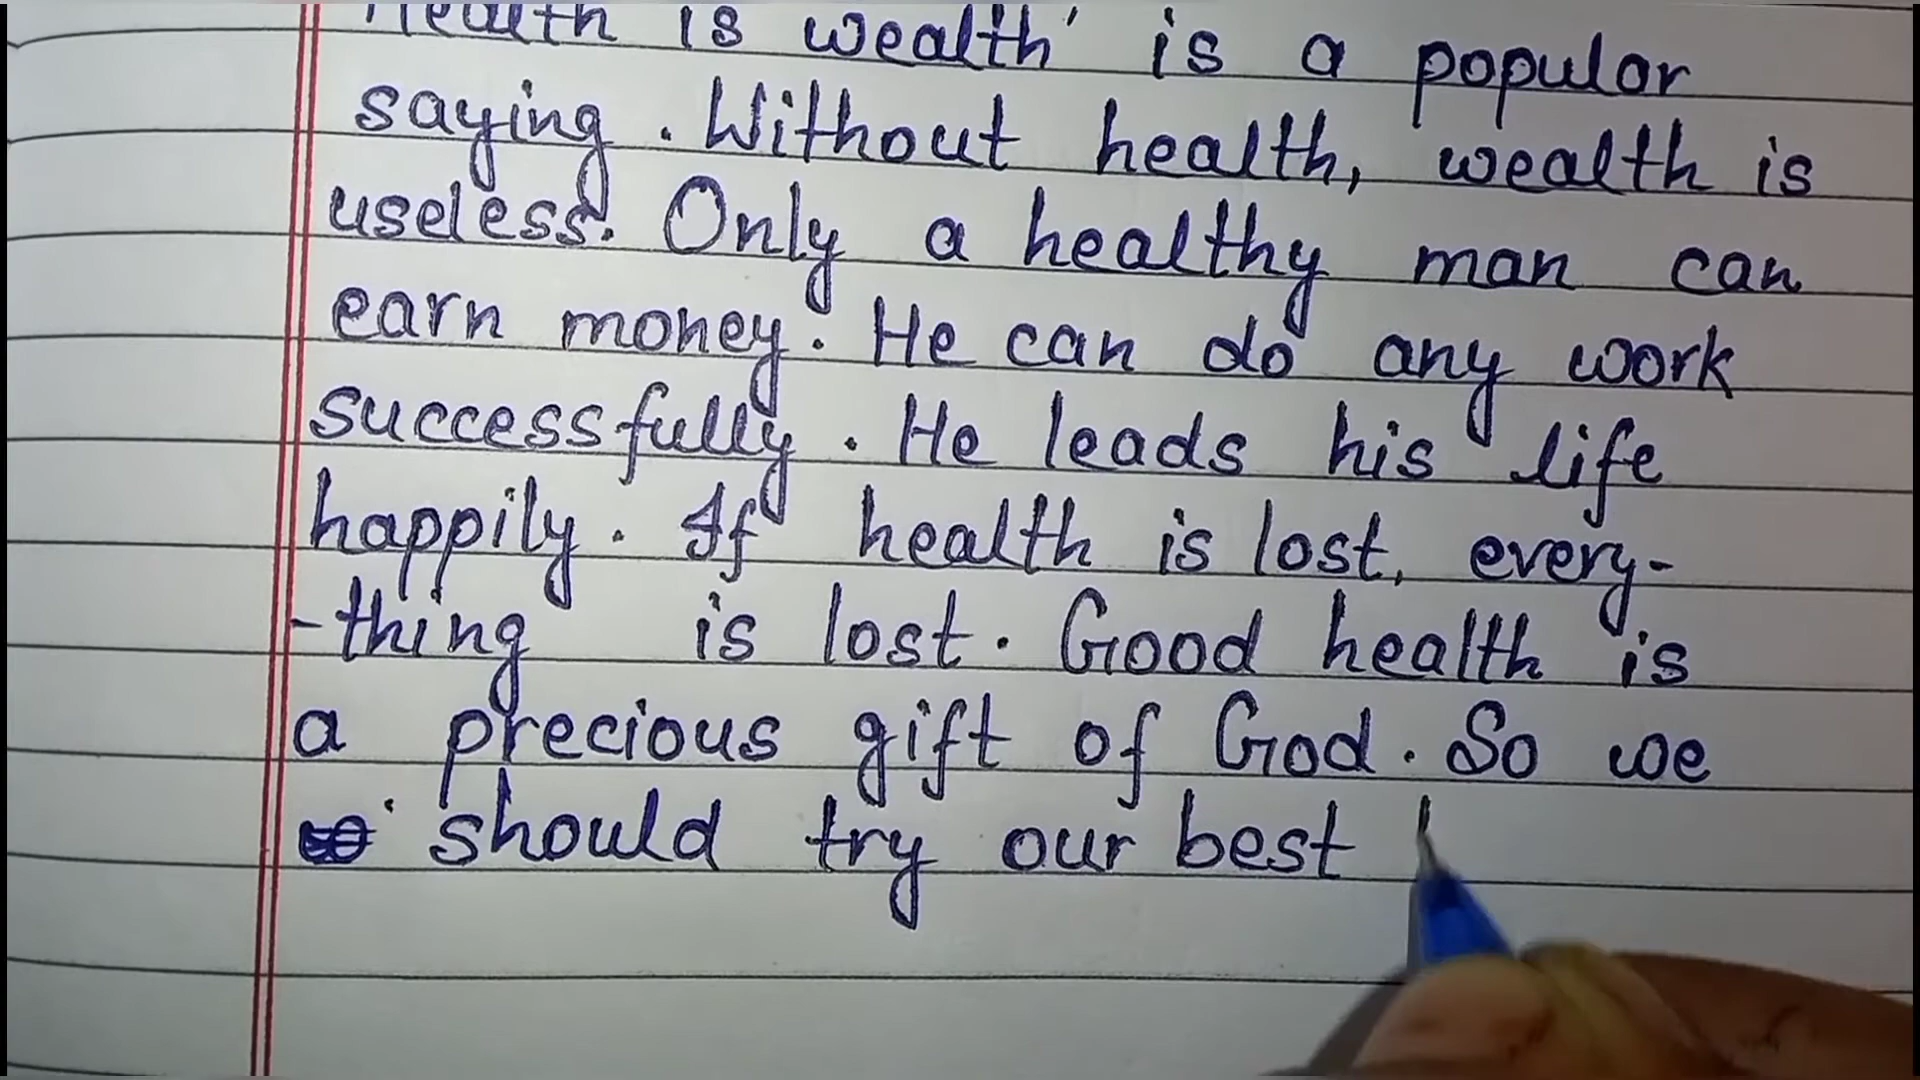 Health is wealth' is a popular
saying. Without health, wealth is
useless. Only a healthy man can
earn money. He can do any work
successfully. He leads his life
happily. If health is lost, every-
-thing is lost. Good health is
a precious gift of God. So we
should try our best